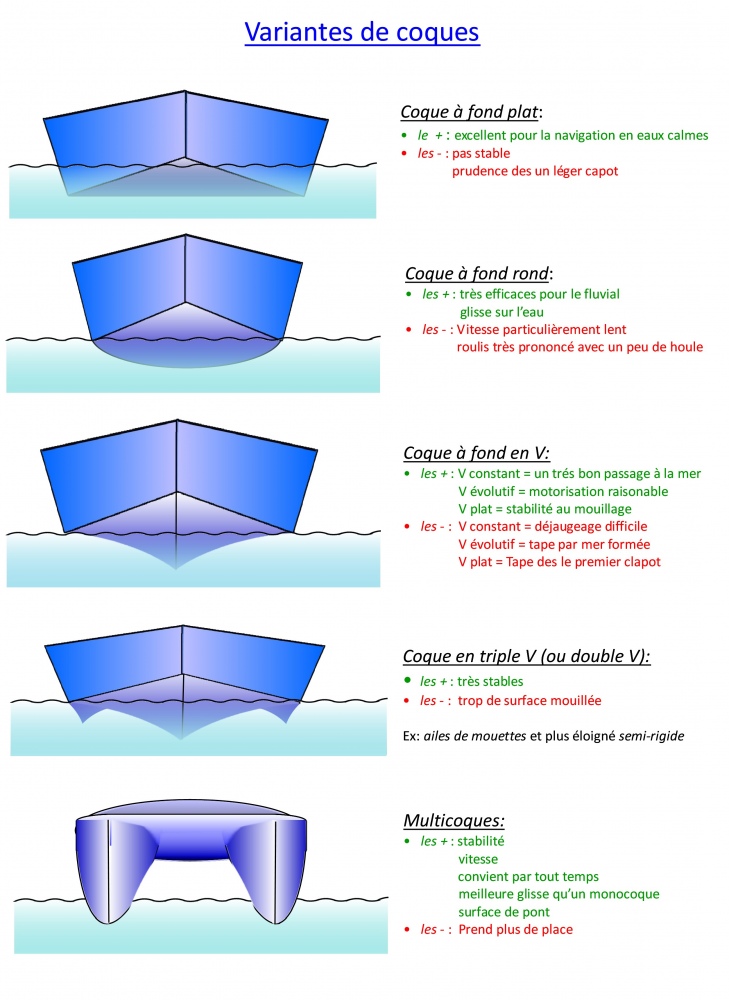 Variantes de coques
Coque à fond plat:
• le + : excellent pour la navigation en eaux calmes
• les - : pas stable
prudence des un léger capot
Coque à fond rond:
• les + : très efficaces pour le fluvial
glisse sur l'eau
• les - : Vitesse particulièrement lent
roulis très prononcé avec un peu de houle
Coque à fond en V:
• les + : V constant = un trés bon passage à la mer
V évolutif = motorisation raisonable
V plat = stabilité au mouillage
• les - : V constant = déjaugeage difficile
V évolutif = tape par mer formée
V plat = Tape des le premier clapot
Coque en triple V (ou double V):
• les + : très stables
• les - : trop de surface mouillée
Ex: ailes de mouettes et plus éloigné semi-rigide
Multicoques:
• les + : stabilité
vitesse
convient par tout temps
meilleure glisse qu'un monocoque
surface de pont
• les - : Prend plus de place